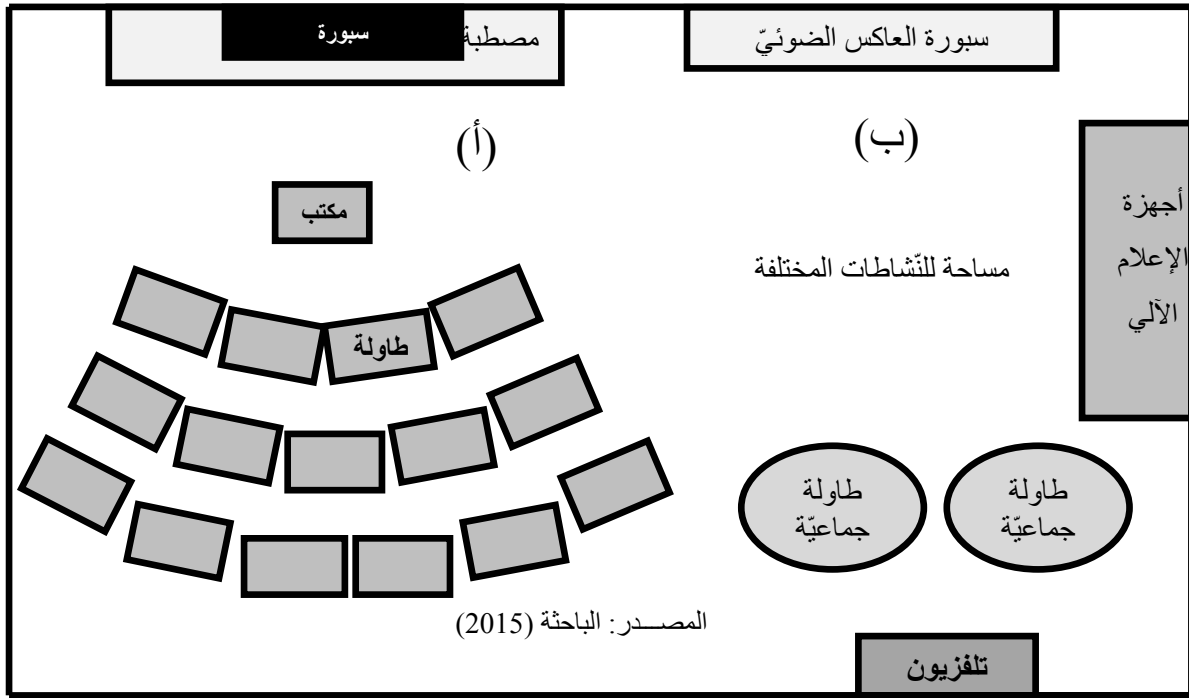 سبورة العاكس الضوئيّ
مصطبة
سبورة
(أ)
(ب)
مكتب
طاولة
مساحة للنّشاطات المختلفة
أجهزة
الإعلام
الآلي
طاولة
جماعيّة
طاولة
جماعيّة
المصـــدر: الباحثة (2015)
تلفزيون